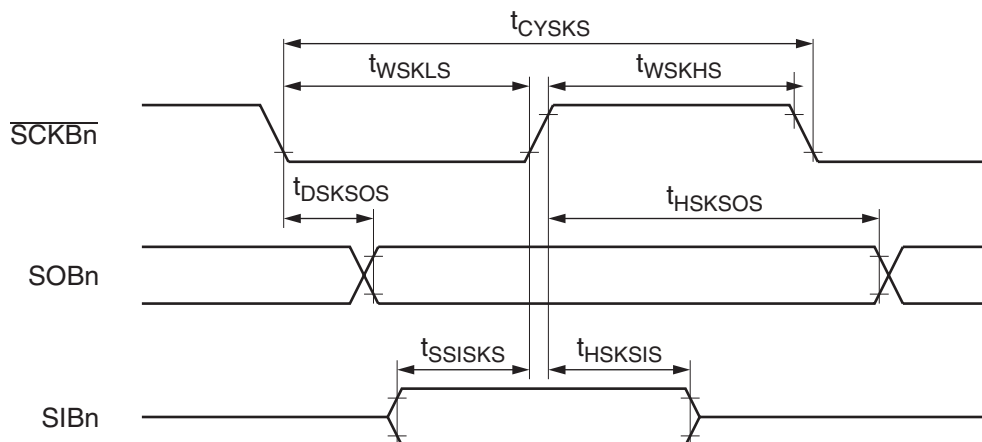 tCYSKS
tWSKLS
tWSKHS
SCKBn
tDSKSOS
tHSKSOS
SOBn
tSSISKS
tHSKSIS
SIBn